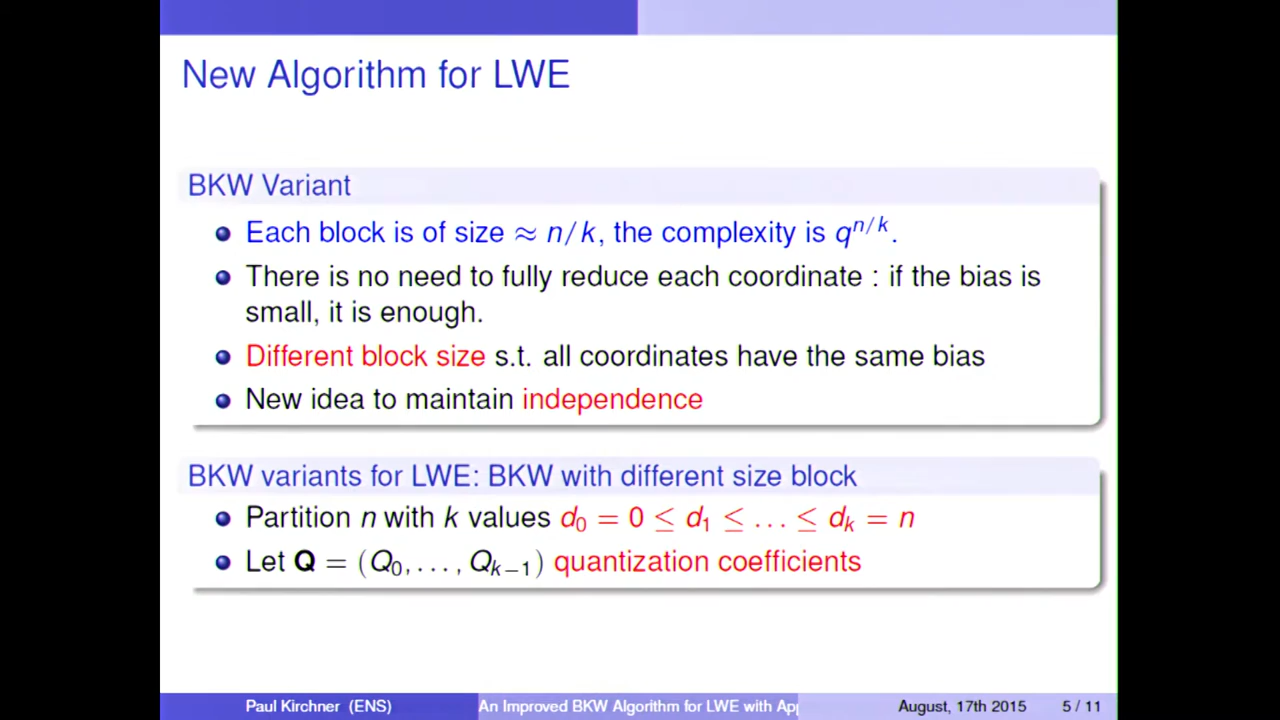 New Algorithm for LWE
BKW Variant
Each block is of size ≈ n/k, the complexity is q^{n/k}.
There is no need to fully reduce each coordinate : if the bias is
small, it is enough.
Different block size s.t. all coordinates have the same bias
New idea to maintain independence
BKW variants for LWE: BKW with different size block
Partition n with k values d_0 = 0 ≤ d_1 ≤ ... ≤ d_k = n
Let Q = (Q_0, ..., Q_{k−1}) quantization coefficients
Paul Kirchner (ENS) An Improved BKW Algorithm for LWE with App August, 17th 2015 5 / 11